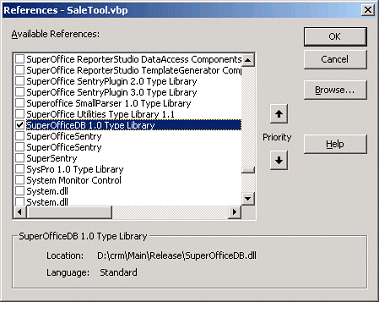 References - SaleTool.vbp
Available References:
SuperOffice ReporterStudio DataAccess Components
SuperOffice ReporterStudio TemplateGenerator Com
SuperOffice SentryPlugin 2.0 Type Library
SuperOffice SentryPlugin 3.0 Type Library
Superoffice SmallParser 1.0 Type Library
SuperOffice Utilities Type Library 1.1
SuperOfficeDB 1.0 Type Library
SuperOfficeSentry
SuperOfficeSentry
SuperSentry
SysPro 1.0 Type Library
System Monitor Control
System.dll
System.dll
OK
Cancel
Browse...
Priority
Help
SuperOfficeDB 1.0 Type Library
Location: D:\crm\Main\Release\SuperOfficeDB.dll
Language: Standard